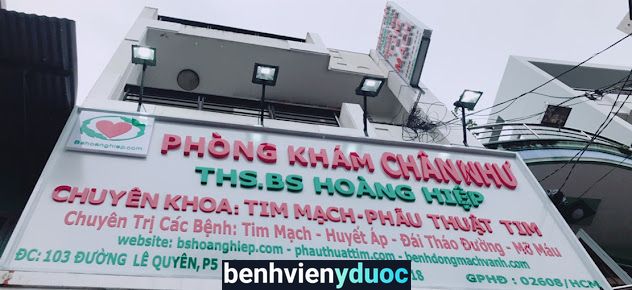 Bshoanghiep.com
PHÒNG KHÁM CHÂN NHƯ
THS.BS HOÀNG HIỆP
CHUYÊN KHOA: TIM MẠCH-PHẪU THUẬT TIM
Chuyên Trị Các Bệnh: Tim Mạch - Huyết Áp - Đái Tháo Đường - Mỡ Máu
website: bshoanghiep.com - phauthuattim.com - benhdongmachvanh.com
ĐC: 103 ĐƯỜNG LÊ QUYÊN, P5 18 GPHĐ : 02608/HCM
benhvienyduoc